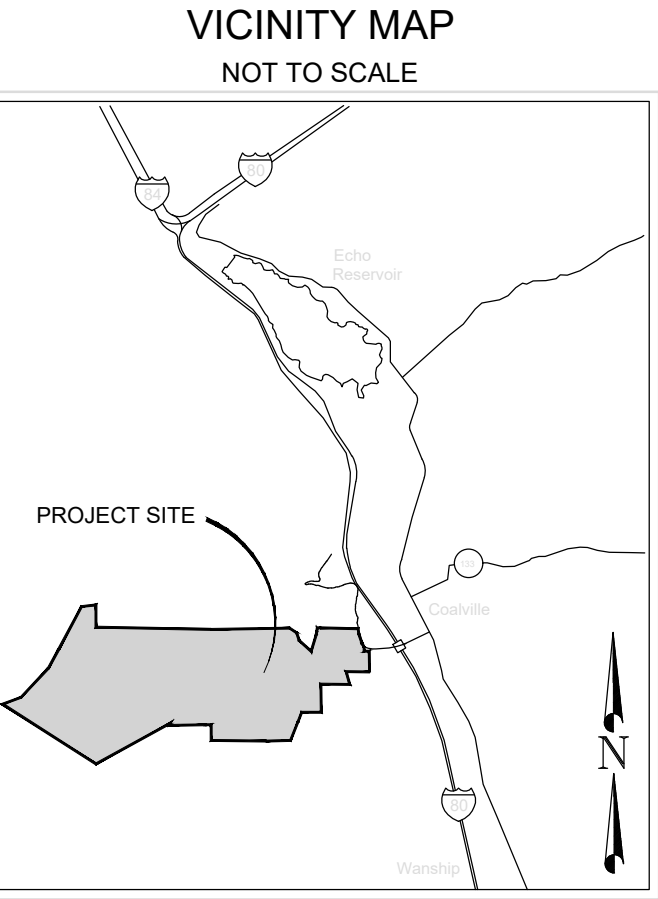 VICINITY MAP
NOT TO SCALE
84
80
Echo
Reservoir
PROJECT SITE
133
Coalville
N
80
Wanship